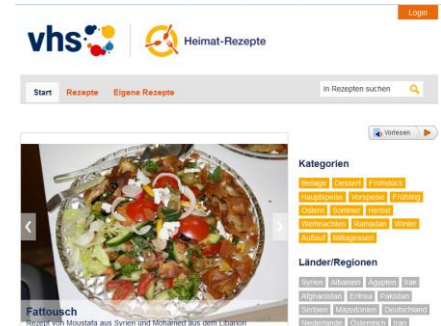 Login
vhs
Heimat-Rezepte
Start Rezepte Eigene Rezepte
In Rezepten suchen
Vorlesen
Kategorien
Beilage Dessert Frühstück
Hauptspeise Vorspeise Frühling
Ostern Sommer Herbst
Weihnachten Ramadan Winter
Auflauf Mittagessen
Länder/Regionen
Syrien Albanien Ägypten Irak
Afghanistan Eritrea Pakistan
Serbien Mazedonien Deutschland
Niederlande Österreich Iran
Fattousch
Rezept von Moustafa aus Syrien und Mohamed aus dem Libanon